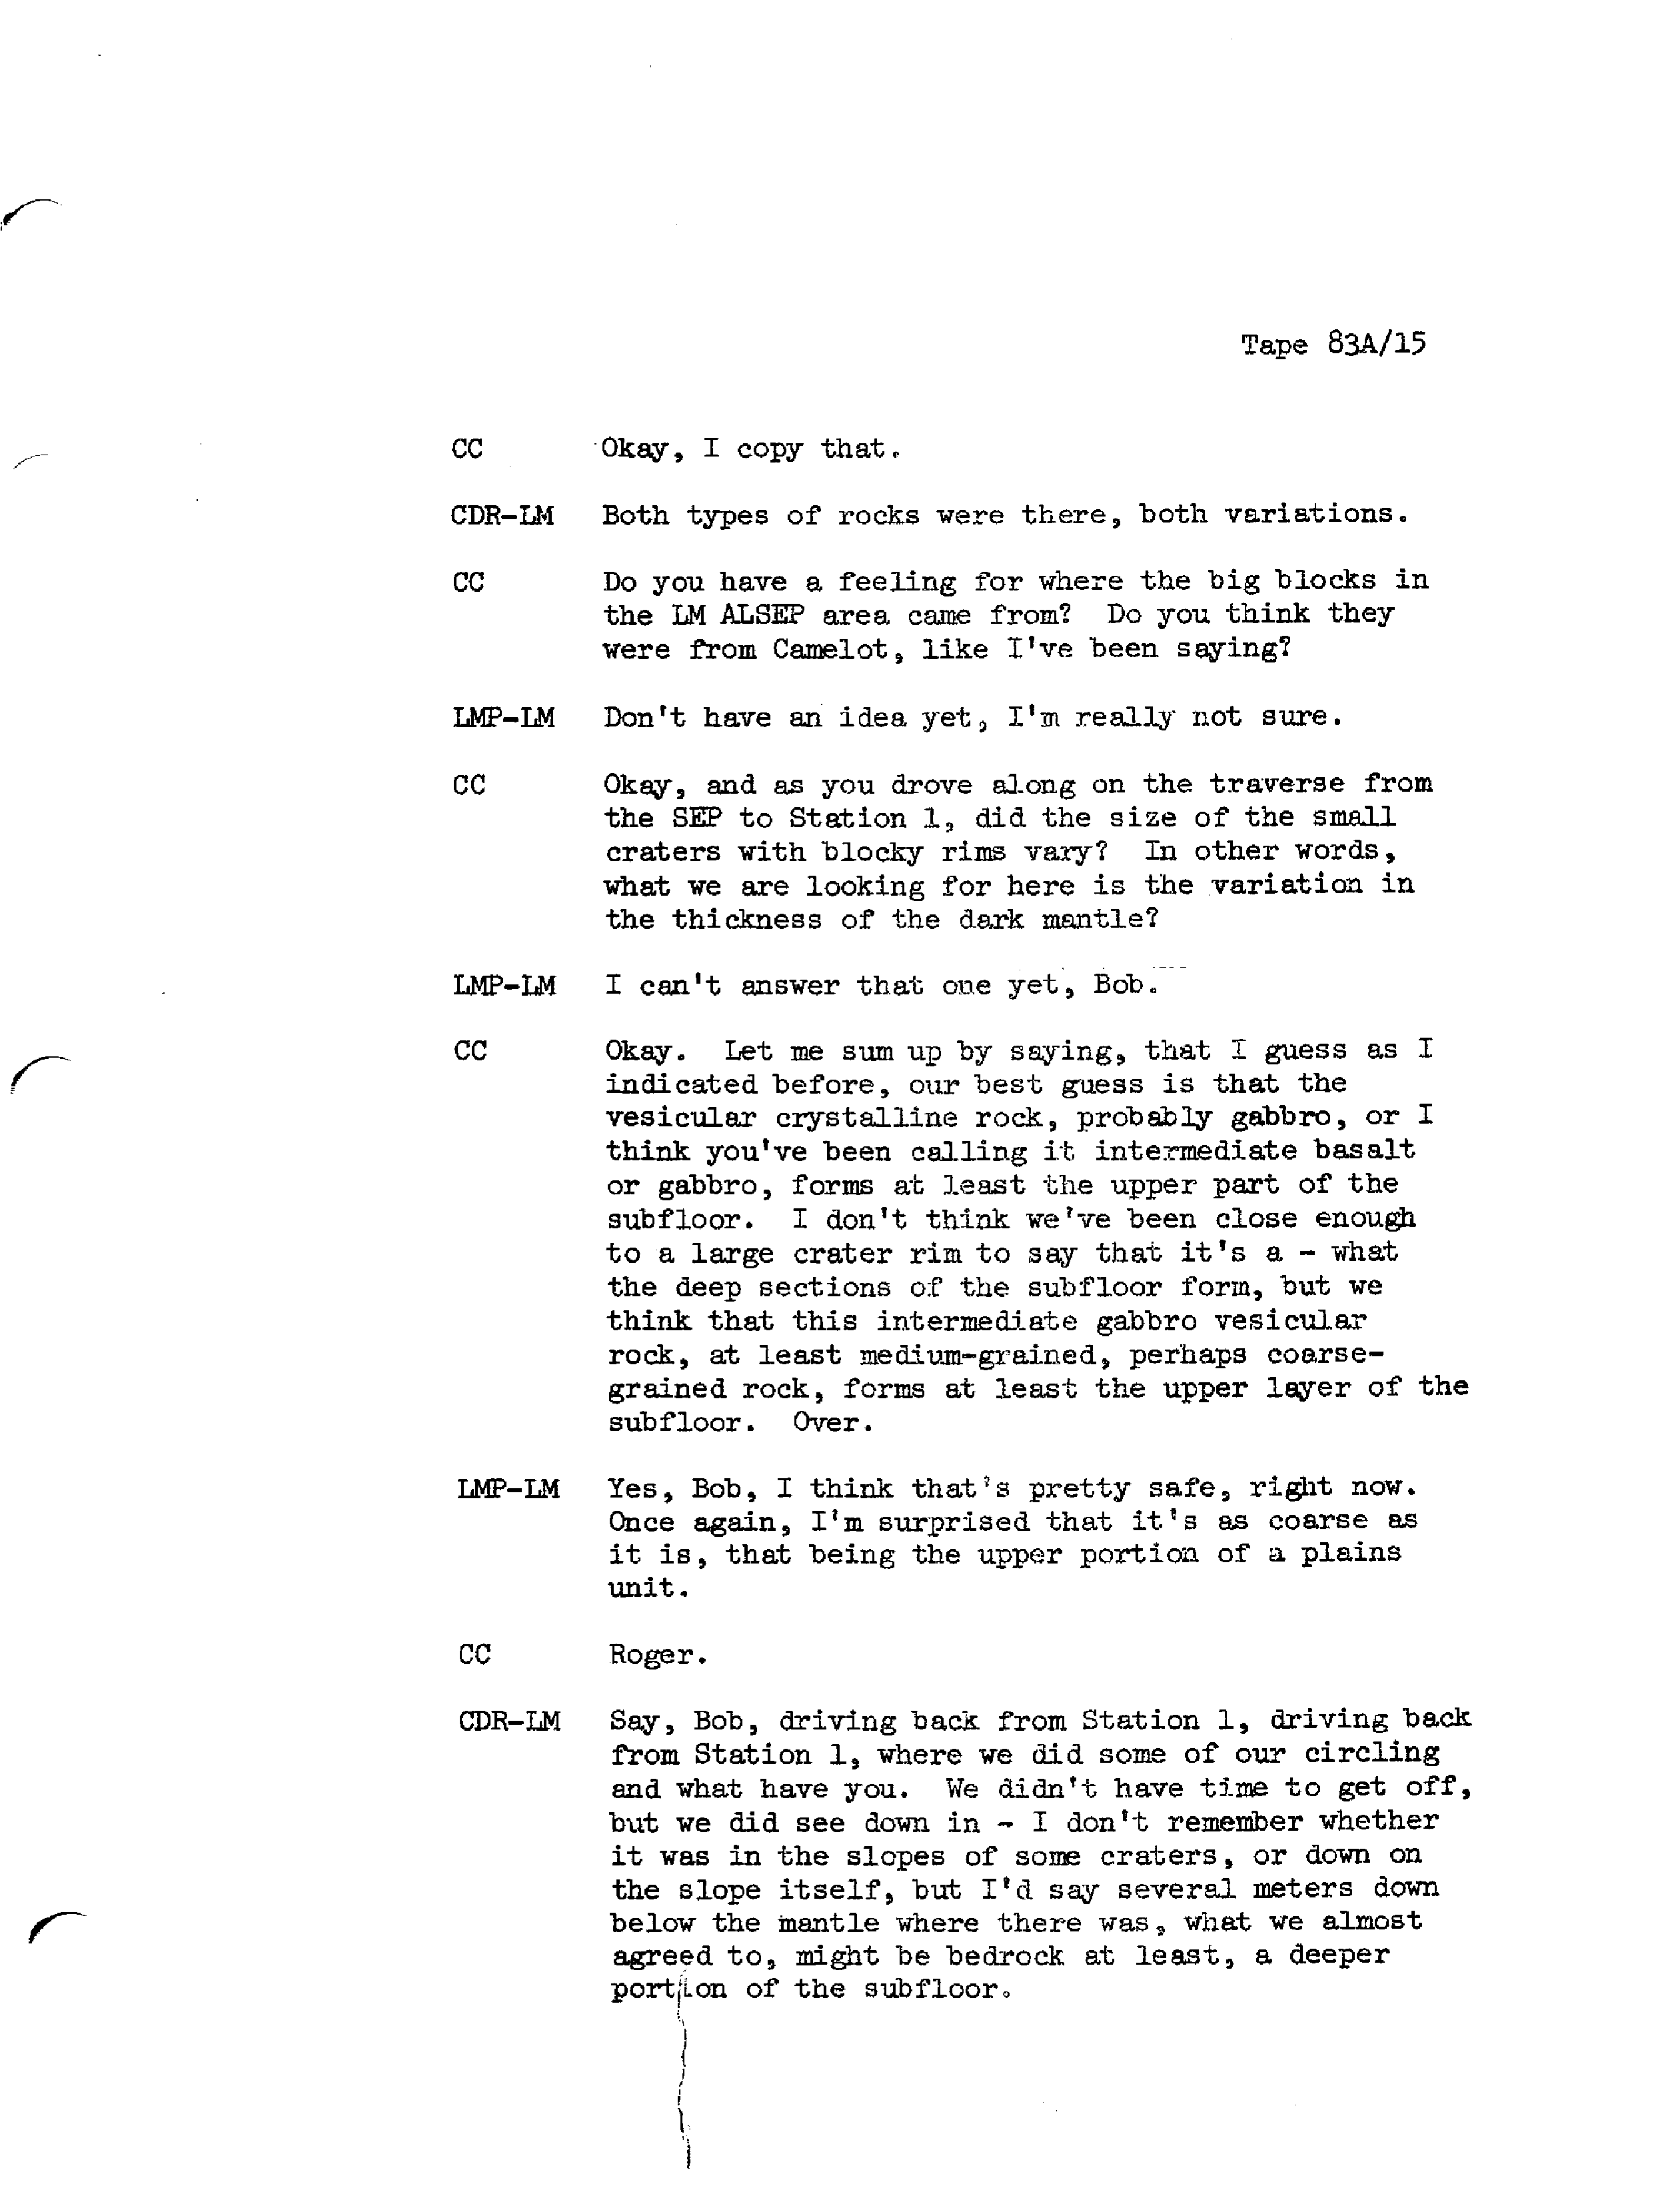 Tape 83A/15
CC Okay, I copy that.
CDR-LM Both types of rocks were there, both variations.
CC Do you have a feeling for where the big blocks in
the LM ALSEP area came from? Do you think they
were from Camelot, like I've been saying?
LMP-LM Don't have an idea yet, I'm really not sure.
CC Okay, and as you drove along on the traverse from
the SEP to Station 1, did the size of the small
craters with blocky rims vary? In other words,
what we are looking for here is the variation in
the thickness of the dark mantle?
LMP-LM I can't answer that one yet, Bob.
CC Okay. Let me sum up by saying, that I guess as I
indicated before, our best guess is that the
vesicular crystalline rock, probably gabbro, or I
think you've been calling it intermediate basalt
or gabbro, forms at least the upper part of the
subfloor. I don't think we've been close enough
to a large crater rim to say that it's a - what
the deep sections of the subfloor form, but we
think that this intermediate gabbro vesicular
rock, at least medium-grained, perhaps coarse-
grained rock, forms at least the upper layer of the
subfloor. Over.
LMP-LM Yes, Bob, I think that's pretty safe, right now.
Once again, I'm surprised that it's as coarse as
it is, that being the upper portion of a plains
unit.
CC Roger.
CDR-LM Say, Bob, driving back from Station 1, driving back
from Station 1, where we did some of our circling
and what have you. We didn't have time to get off,
but we did see down in - I don't remember whether
it was in the slopes of some craters, or down on
the slope itself, but I'd say several meters down
below the mantle where there was, what we almost
agreed to, might be bedrock at least, a deeper
portion of the subfloor.